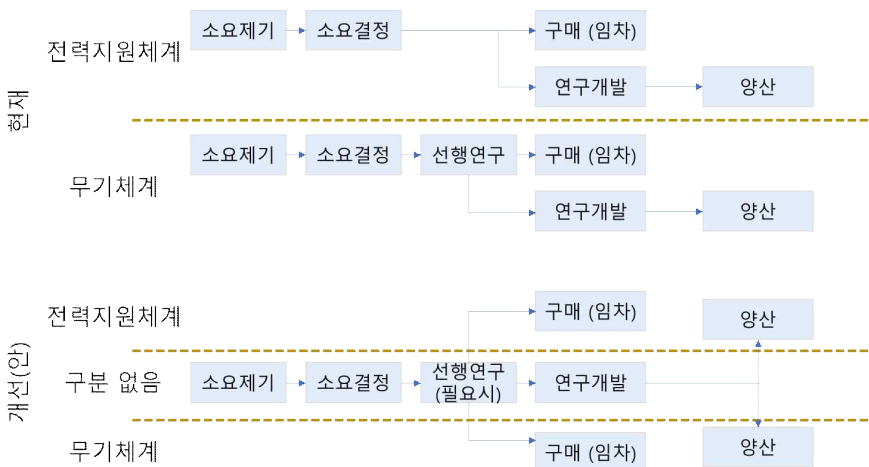 현재
전력지원체계
소요제기
소요결정
구매 (임차)
연구개발
양산
무기체계
소요제기
소요결정
선행연구
구매 (임차)
연구개발
양산
개선(안)
전력지원체계
구매 (임차)
양산
구분 없음
소요제기
소요결정
선행연구
(필요시)
연구개발
무기체계
구매 (임차)
양산